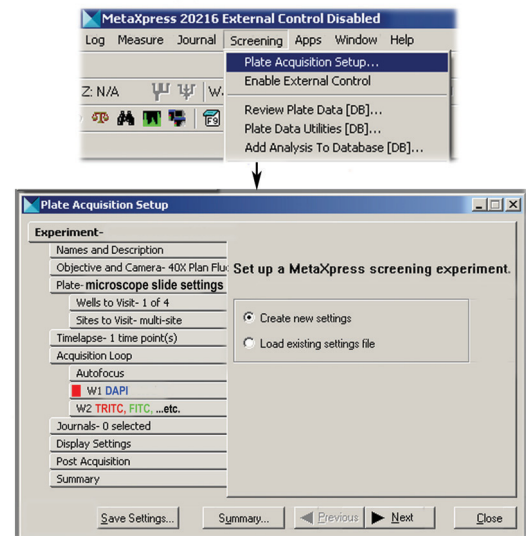 MetaXpress 20216 External Control Disabled
Log Measure Journal Screening Apps Window Help
Plate Acquisition Setup...
Enable External Control
Z: N/A W.
F9
Review Plate Data [DB]...
Plate Data Utilities [DB]...
Add Analysis To Database [DB]...
Plate Acquisition Setup
Experiment-
Names and Description
Objective and Camera- 40X Plan Flu
Plate- microscope slide settings
Wells to Visit- 1 of 4
Sites to Visit- multi-site
Timelapse- 1 time point(s)
Acquisition Loop
Autofocus
W1 DAPI
W2 TRITC, FITC, ...etc.
Journals- 0 selected
Display Settings
Post Acquisition
Summary
Set up a MetaXpress screening experiment.
Create new settings
Load existing settings file
Save Settings... Summary... Previous Next Close